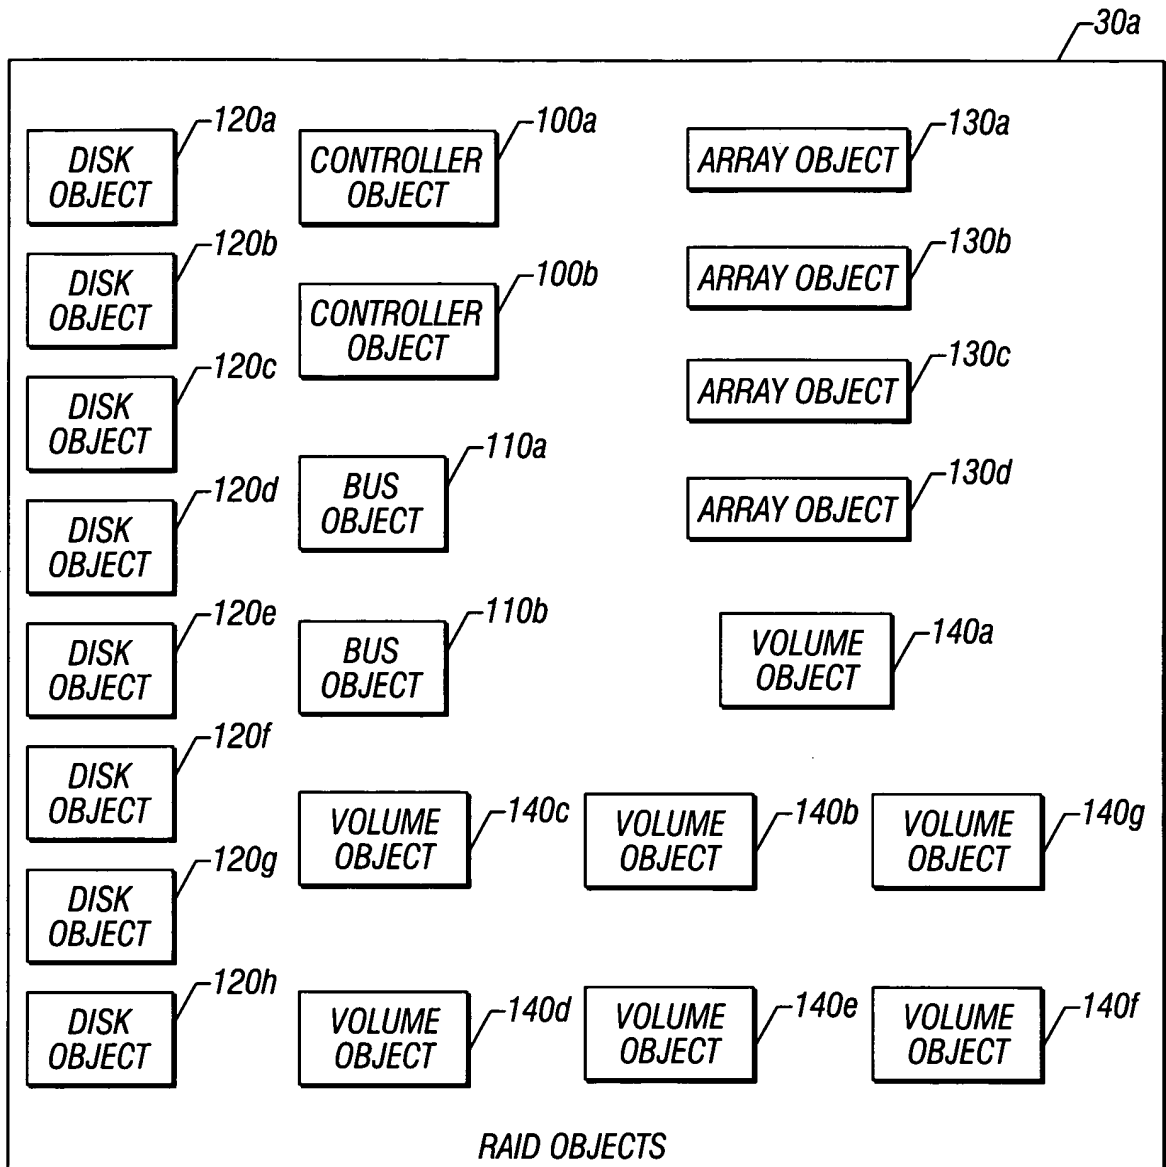 30a
120a
DISK
OBJECT
100a
CONTROLLER
OBJECT
130a
ARRAY OBJECT
120b
DISK
OBJECT
100b
CONTROLLER
OBJECT
130b
ARRAY OBJECT
120c
DISK
OBJECT
130c
ARRAY OBJECT
120d
DISK
OBJECT
110a
BUS
OBJECT
130d
ARRAY OBJECT
120e
DISK
OBJECT
110b
BUS
OBJECT
140a
VOLUME
OBJECT
120f
DISK
OBJECT
140c
VOLUME
OBJECT
140b
VOLUME
OBJECT
140g
VOLUME
OBJECT
120g
DISK
OBJECT
120h
DISK
OBJECT
140d
VOLUME
OBJECT
140e
VOLUME
OBJECT
140f
VOLUME
OBJECT
RAID OBJECTS